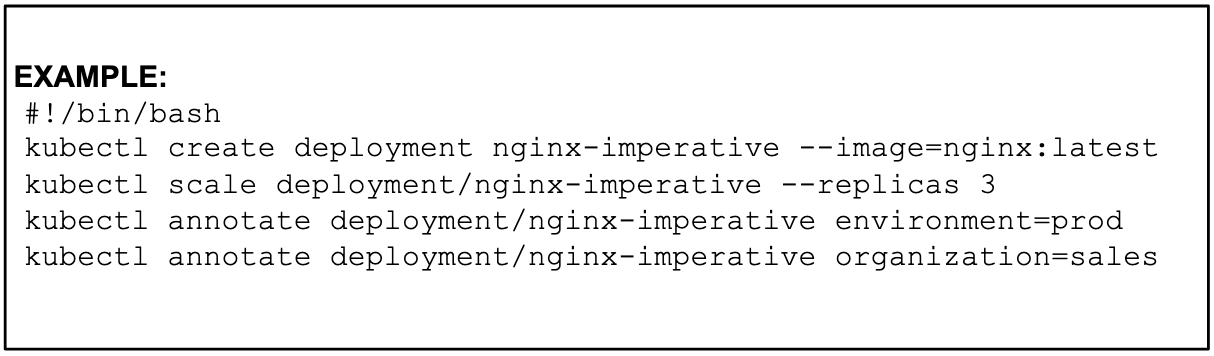 EXAMPLE:
#!/bin/bash
kubectl create deployment nginx-imperative --image=nginx:latest
kubectl scale deployment/nginx-imperative --replicas 3
kubectl annotate deployment/nginx-imperative environment=prod
kubectl annotate deployment/nginx-imperative organization=sales